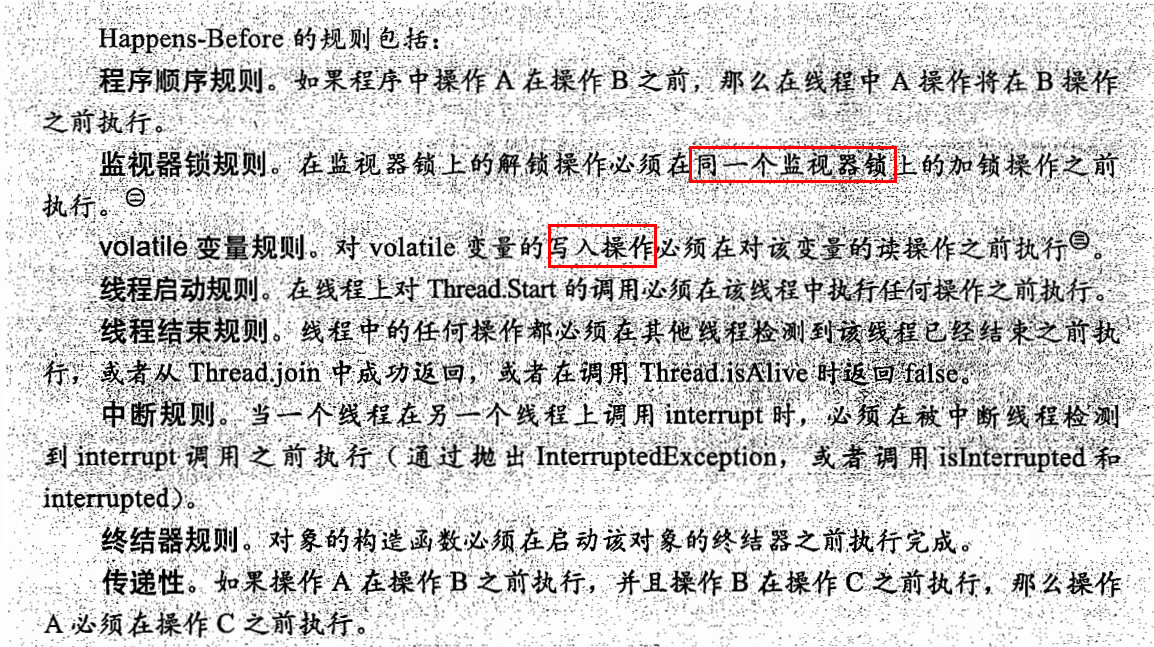 Happens-Before 的规则包括：
程序顺序规则。如果程序中操作 A 在操作 B 之前，那么在线程中 A 操作将在 B 操作
之前执行。
监视器锁规则。在监视器锁上的解锁操作必须在同一个监视器锁上的加锁操作之前
执行。㊁
volatile 变量规则。对 volatile 变量的写入操作必须在对该变量的读操作之前执行㊂。
线程启动规则。在线程上对 Thread.Start 的调用必须在该线程中执行任何操作之前执行。
线程结束规则。线程中的任何操作都必须在其他线程检测到该线程已经结束之前执
行，或者从 Thread.join 中成功返回，或者在调用 Thread.isAlive 时返回 false。
中断规则。当一个线程在另一个线程上调用 interrupt 时，必须在被中断线程检测
到 interrupt 调用之前执行（通过抛出 InterruptedException，或者调用 isInterrupted 和
interrupted）。
终结器规则。对象的构造函数必须在启动该对象的终结器之前执行完成。
传递性。如果操作 A 在操作 B 之前执行，并且操作 B 在操作 C 之前执行，那么操作
A 必须在操作 C 之前执行。